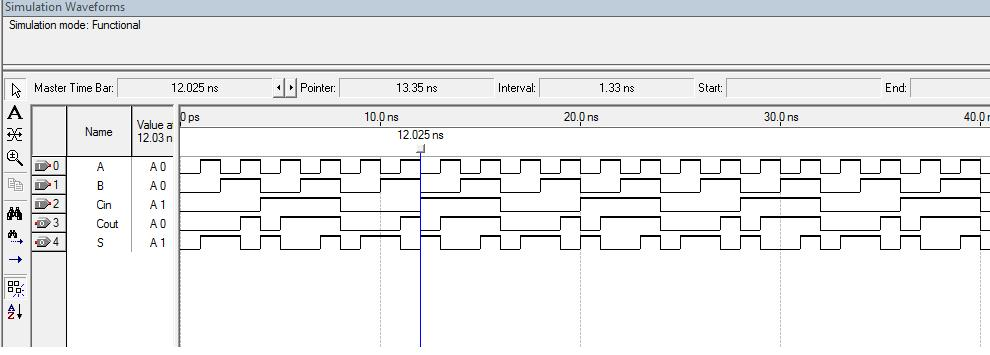 Simulation Waveforms
Simulation mode: Functional
Master Time Bar: 12.025 ns Pointer: 13.35 ns Interval: 1.33 ns Start: End:
Name Value a
12.03 n
0 ps 10.0 ns 20.0 ns 30.0 ns 40.0 n
12.025 ns
0 A A 0
1 B A 0
2 Cin A 1
3 Cout A 0
4 S A 1